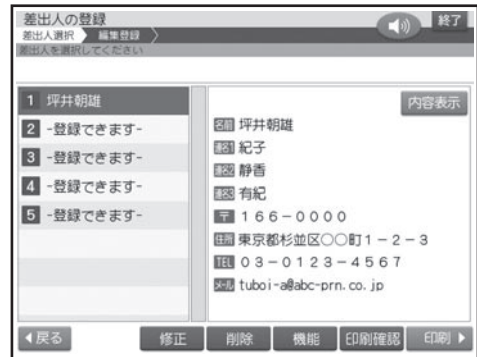 差出人の登録
終了
差出人選択 編集登録
差出人を選択してください
1 坪井朝雄
2 -登録できます-
3 -登録できます-
4 -登録できます-
5 -登録できます-
内容表示
名前 坪井朝雄
連名1 紀子
連名2 静香
連名3 有紀
〒 166-0000
住所 東京都杉並区○○町1-2-3
TEL 03-0123-4567
メール tuboi-a@abc-prn.co.jp
戻る 修正 削除 機能 印刷確認 印刷